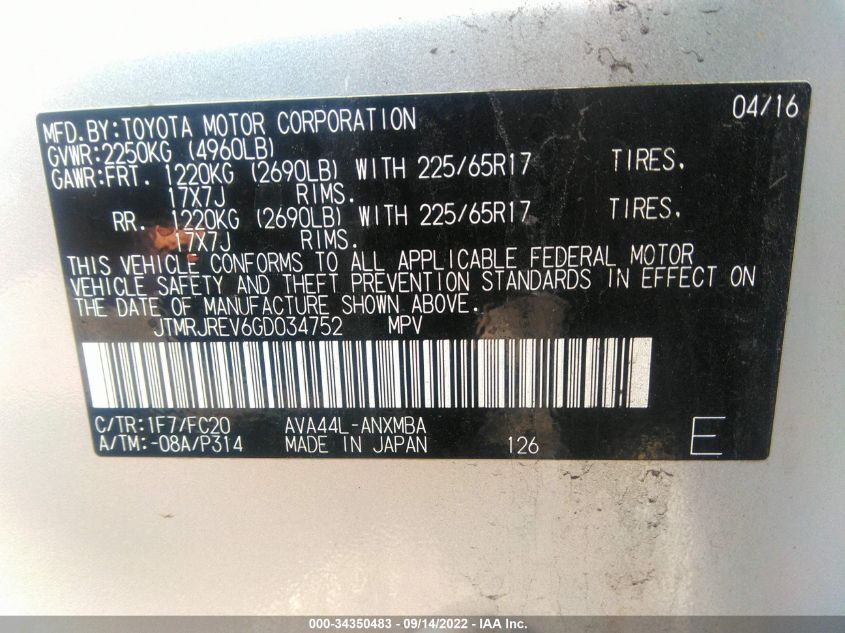 04/16
MFD.BY:TOYOTA MOTOR CORPORATION
GVWR:2250KG (4960LB)
GAWR:FRT. 1220KG (2690LB) WITH 225/65R17 TIRES.
17X7J RIMS.
RR. 1220KG (2690LB) WITH 225/65R17 TIRES.
17X7J RIMS.
THIS VEHICLE CONFORMS TO ALL APPLICABLE FEDERAL MOTOR
VEHICLE SAFETY AND THEFT PREVENTION STANDARDS IN EFFECT ON
THE DATE OF MANUFACTURE SHOWN ABOVE.
JTMRJREV6GD034752 MPV
C/TR:1F7/FC20 AVA44L-ANXMBA
A/TM:-08A/P314 MADE IN JAPAN 126 E
000-34350483 - 09/14/2022 - IAA Inc.